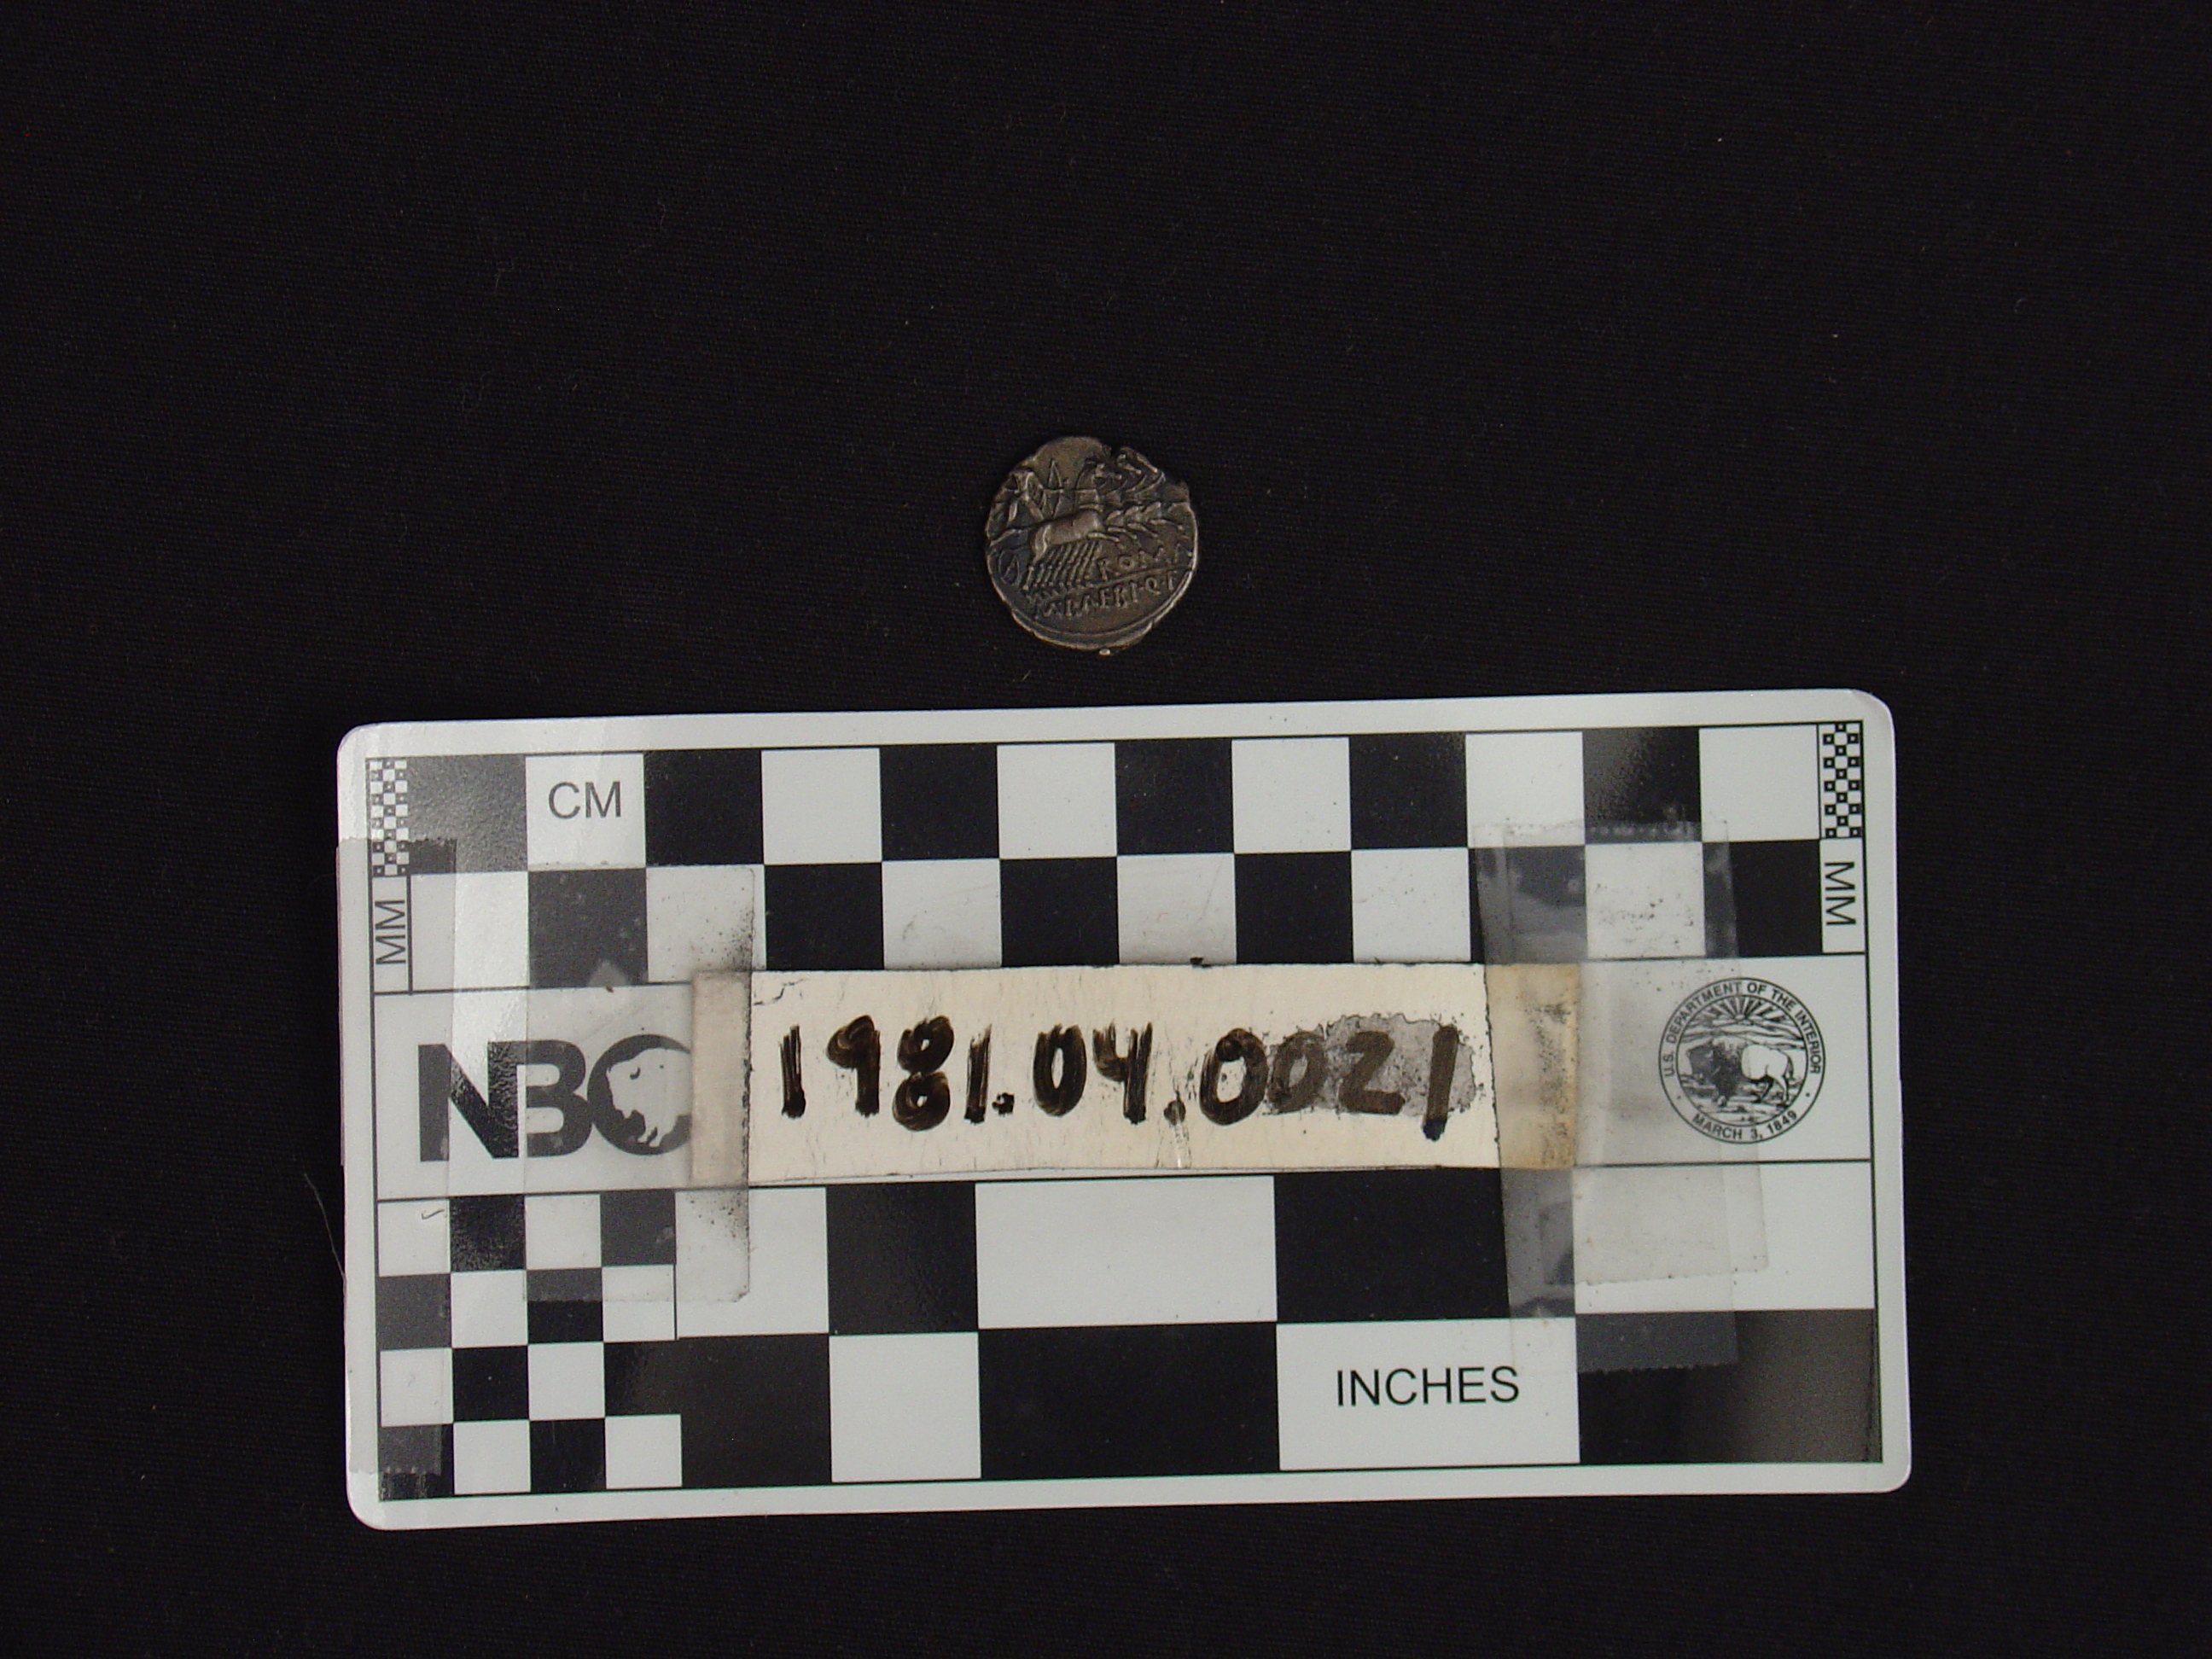 ROMA
CM
MM
MM
NBC
1981.04.0021
U.S. DEPARTMENT OF THE INTERIOR
MARCH 3, 1849
INCHES